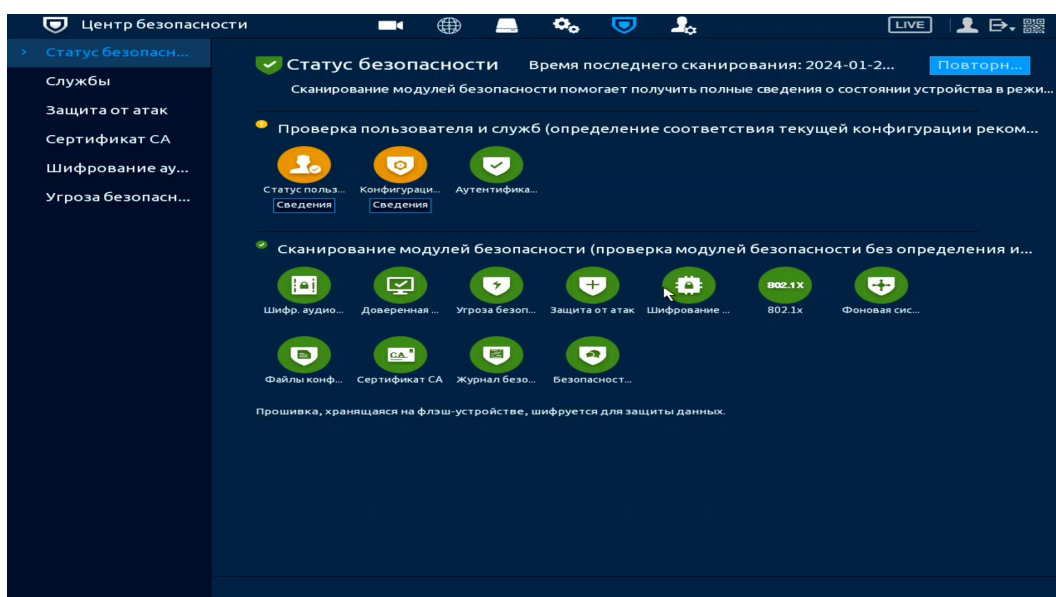 Центр безопасности
LIVE
Статус безопасн...
Службы
Защита от атак
Сертификат CA
Шифрование ау...
Угроза безопасн...
Статус безопасности
Время последнего сканирования: 2024-01-2...
Повторн...
Сканирование модулей безопасности помогает получить полные сведения о состоянии устройства в режи...
Проверка пользователя и служб (определение соответствия текущей конфигурации реком...
Статус польз... Конфигураци... Аутентифика...
Сведения Сведения
Сканирование модулей безопасности (проверка модулей безопасности без определения и...
802.1X
Шифр. аудио... Доверенная ... Угроза безоп... Защита от атак Шифрование ... 802.1x Фоновая сис...
CA
Файлы конф... Сертификат CA Журнал безо... Безопасност...
Прошивка, хранящаяся на флэш-устройстве, шифруется для защиты данных.